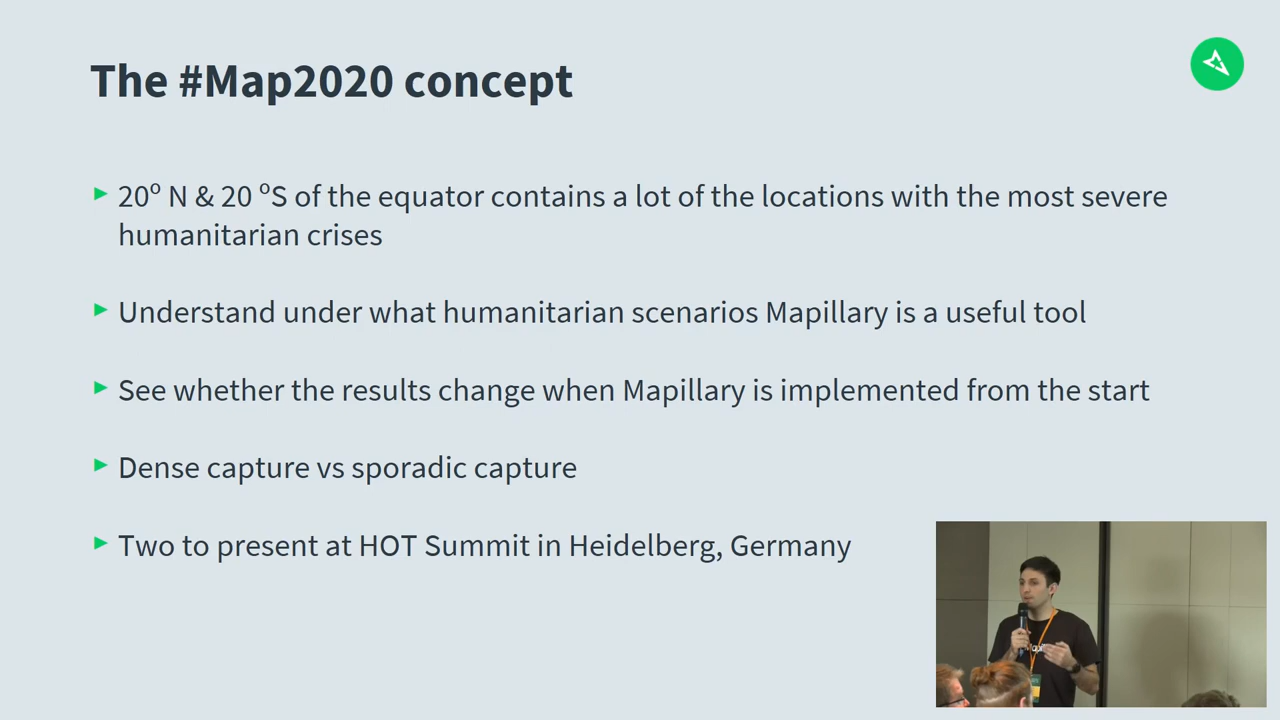 The #Map2020 concept
20º N & 20 ºS of the equator contains a lot of the locations with the most severe
humanitarian crises
Understand under what humanitarian scenarios Mapillary is a useful tool
See whether the results change when Mapillary is implemented from the start
Dense capture vs sporadic capture
Two to present at HOT Summit in Heidelberg, Germany